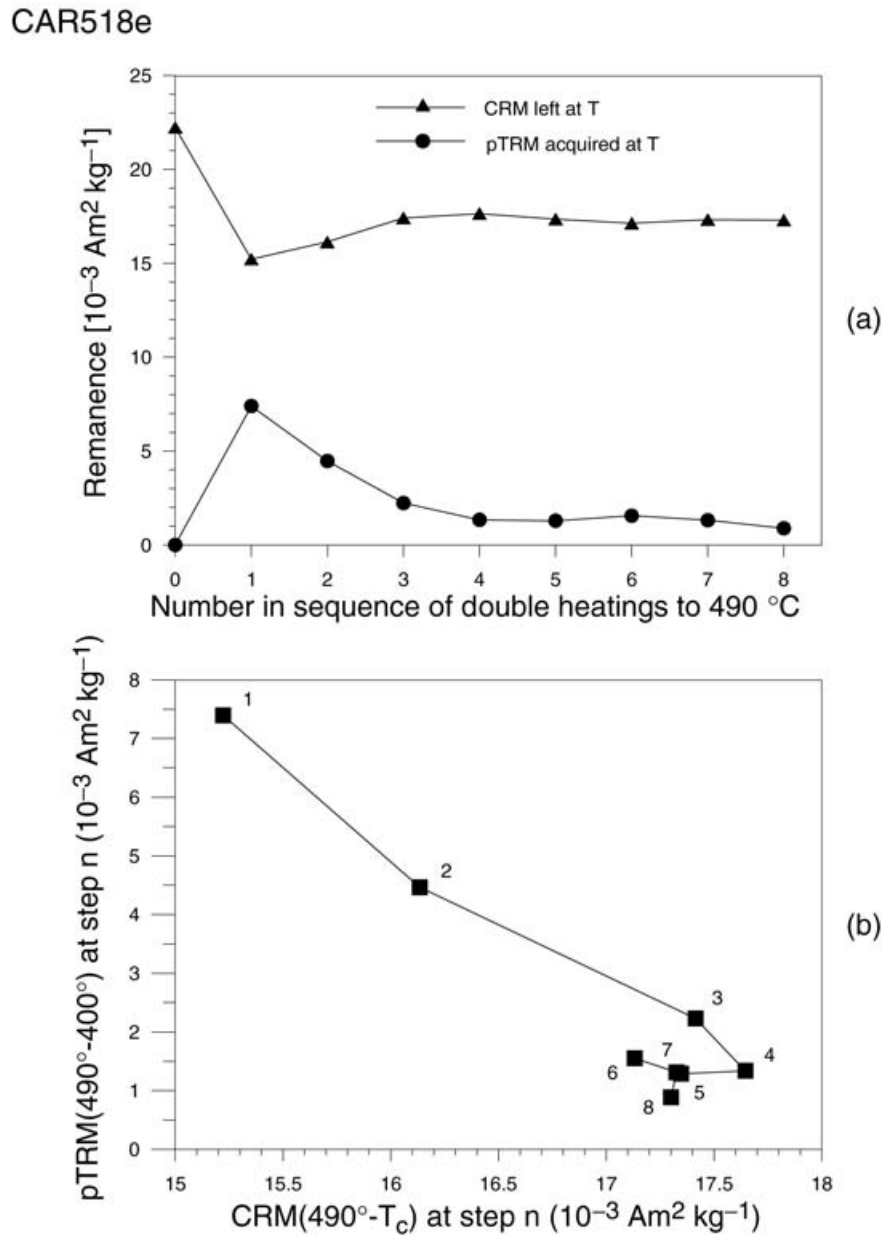 CAR518e
25
20
15
10
5
0
Remanence [10⁻³ Am² kg⁻¹]
CRM left at T
pTRM acquired at T
(a)
0 1 2 3 4 5 6 7 8
Number in sequence of double heatings to 490 °C
8
7
6
5
4
3
2
1
0
pTRM(490°-400°) at step n (10⁻³ Am² kg⁻¹)
1
2
3
4
7
6
5
8
(b)
15 15.5 16 16.5 17 17.5 18
CRM(490°-T_c) at step n (10⁻³ Am² kg⁻¹)